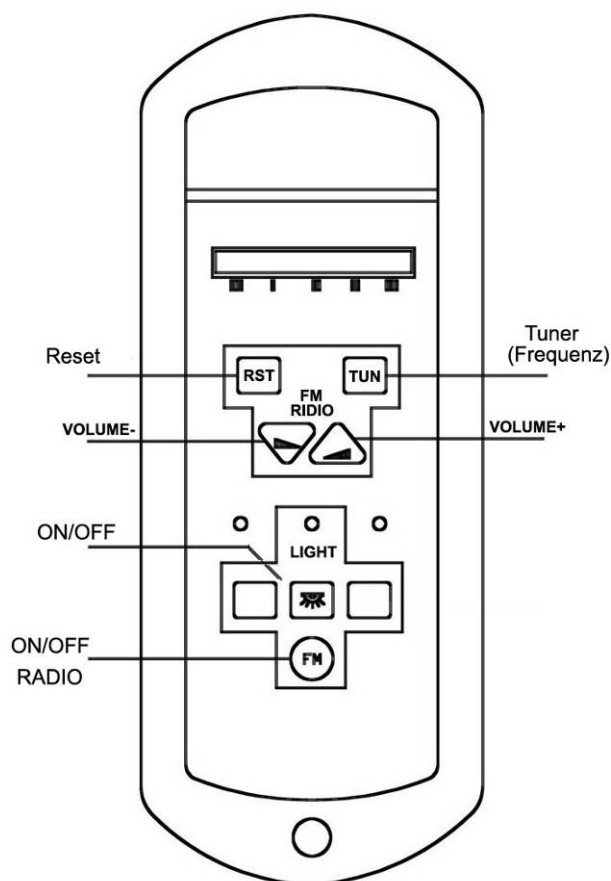 Reset
RST
TUN
Tuner
(Frequenz)
FM
RIDIO
VOLUME-
VOLUME+
ON/OFF
LIGHT
ON/OFF
RADIO
FM